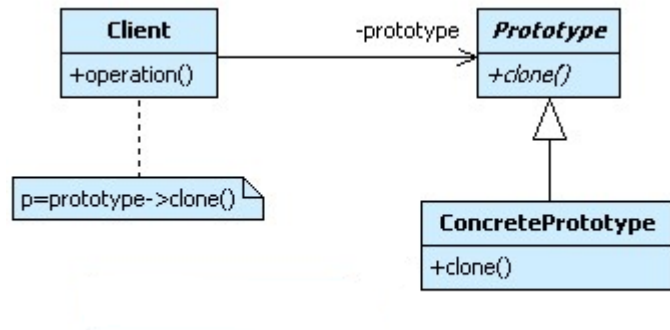 Client
+operation()
-prototype
Prototype
+clone()
p=prototype->clone()
ConcretePrototype
+clone()